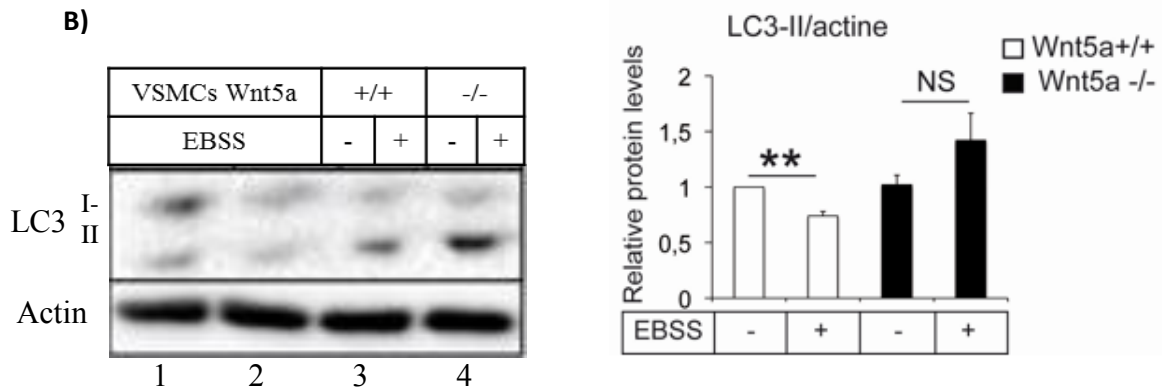 B)
VSMCs Wnt5a +/+ -/-
EBSS - + - +
LC3 I-
II
Actin
1 2 3 4
LC3-II/actine
Wnt5a+/+
Wnt5a -/-
Relative protein levels
2
1,5
1
0,5
0
**
NS
EBSS - + - +